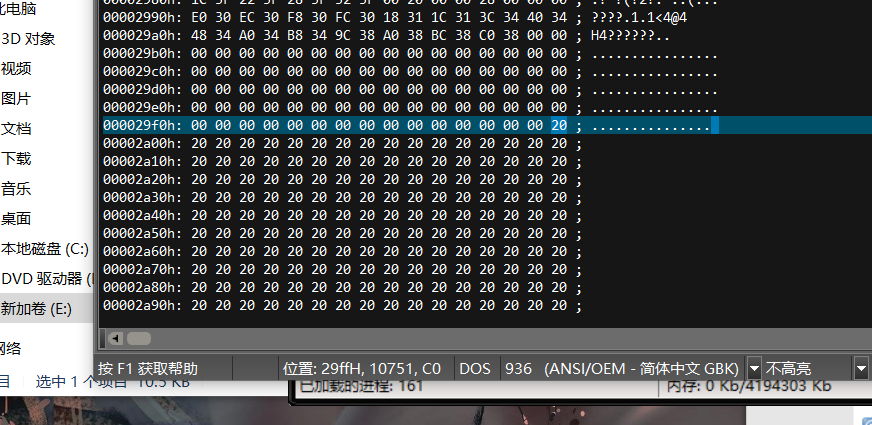 此电脑
3D 对象
视频
图片
文档
下载
音乐
桌面
本地磁盘 (C:)
DVD 驱动器 (
新加卷 (E:)
网络
选中 1 个项目 10.5 KB
00002990h: E0 30 EC 30 F8 30 FC 30 18 31 1C 31 3C 34 40 34 ; ????.1.1<4@4
000029a0h: 48 34 A0 34 B8 34 9C 38 A0 38 BC 38 C0 38 00 00 ; H4??????..
000029b0h: 00 00 00 00 00 00 00 00 00 00 00 00 00 00 00 00 ; ................
000029c0h: 00 00 00 00 00 00 00 00 00 00 00 00 00 00 00 00 ; ................
000029d0h: 00 00 00 00 00 00 00 00 00 00 00 00 00 00 00 00 ; ................
000029e0h: 00 00 00 00 00 00 00 00 00 00 00 00 00 00 00 00 ; ................
000029f0h: 00 00 00 00 00 00 00 00 00 00 00 00 00 00 00 20 ; ...............
00002a00h: 20 20 20 20 20 20 20 20 20 20 20 20 20 20 20 20 ;
00002a10h: 20 20 20 20 20 20 20 20 20 20 20 20 20 20 20 20 ;
00002a20h: 20 20 20 20 20 20 20 20 20 20 20 20 20 20 20 20 ;
00002a30h: 20 20 20 20 20 20 20 20 20 20 20 20 20 20 20 20 ;
00002a40h: 20 20 20 20 20 20 20 20 20 20 20 20 20 20 20 20 ;
00002a50h: 20 20 20 20 20 20 20 20 20 20 20 20 20 20 20 20 ;
00002a60h: 20 20 20 20 20 20 20 20 20 20 20 20 20 20 20 20 ;
00002a70h: 20 20 20 20 20 20 20 20 20 20 20 20 20 20 20 20 ;
00002a80h: 20 20 20 20 20 20 20 20 20 20 20 20 20 20 20 20 ;
00002a90h: 20 20 20 20 20 20 20 20 20 20 20 20 20 20 20 20 ;
按 F1 获取帮助 位置: 29ffH, 10751, C0 DOS 936 (ANSI/OEM - 简体中文 GBK) 不高亮
已加载的进程: 161 内存: 0 Kb/4194303 Kb